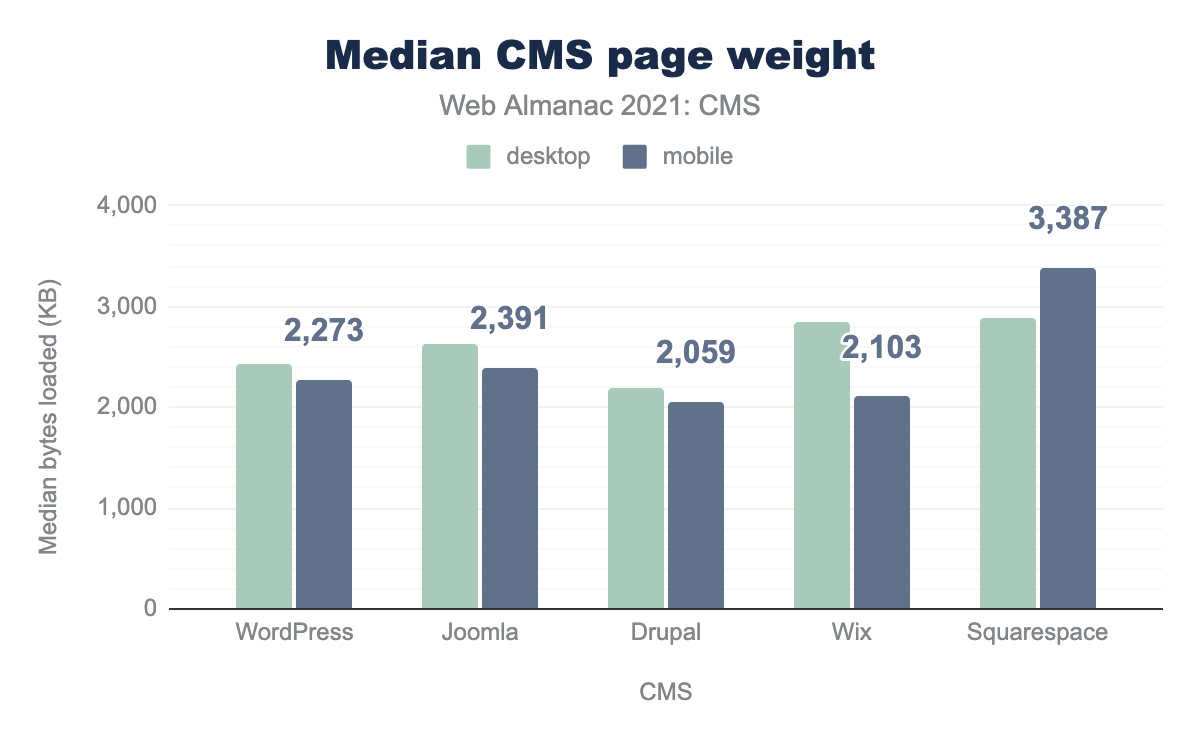 Median CMS page weight
Web Almanac 2021: CMS
desktop
mobile
Median bytes loaded (KB)
4,000
3,000
2,000
1,000
0
2,273
2,391
2,059
2,103
3,387
WordPress
Joomla
Drupal
Wix
Squarespace
CMS